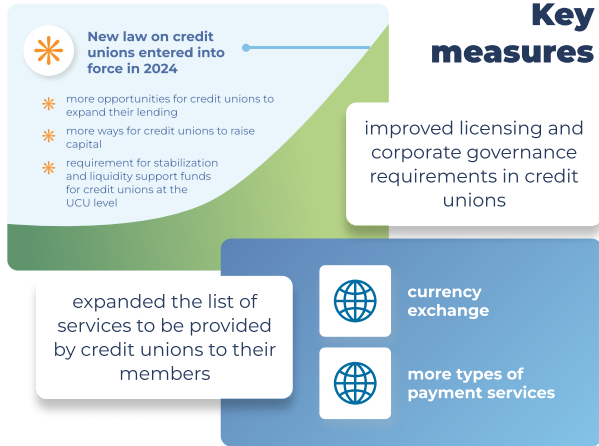 Key
measures
New law on credit
unions entered into
force in 2024
more opportunities for credit unions to
expand their lending
more ways for credit unions to raise
capital
requirement for stabilization
and liquidity support funds
for credit unions at the
UCU level
improved licensing and
corporate governance
requirements in credit
unions
expanded the list of
services to be provided
by credit unions to their
members
currency
exchange
more types of
payment services